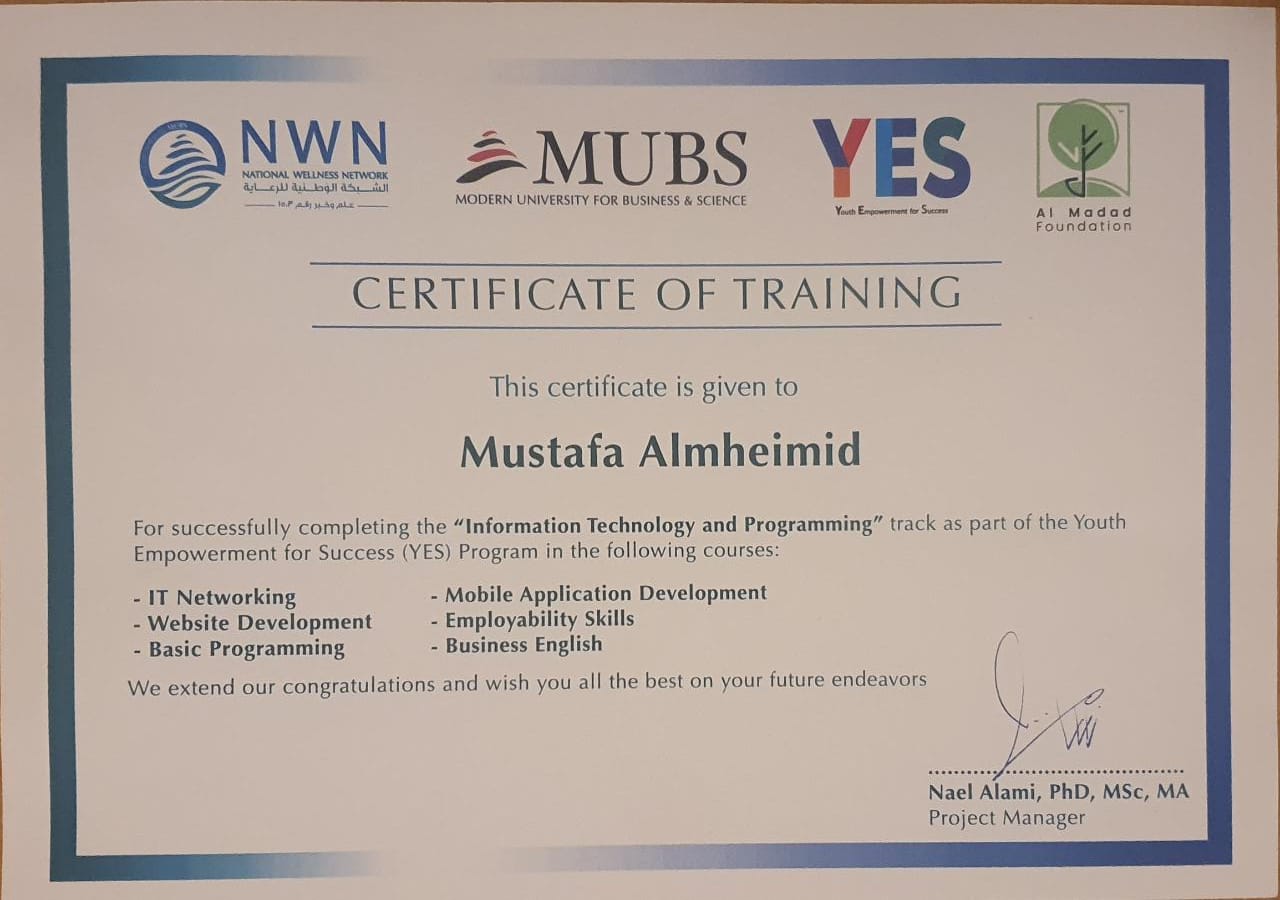 NWN
NATIONAL WELLNESS NETWORK
الشبكة الوطنية للرعاية
علم وخبر رقم ١٥٠٣
MUBS
MODERN UNIVERSITY FOR BUSINESS & SCIENCE
YES
Youth Empowerment for Success
Al Madad
Foundation
CERTIFICATE OF TRAINING
This certificate is given to
Mustafa Almheimid
For successfully completing the “Information Technology and Programming” track as part of the Youth
Empowerment for Success (YES) Program in the following courses:
- IT Networking
- Website Development
- Basic Programming
- Mobile Application Development
- Employability Skills
- Business English
We extend our congratulations and wish you all the best on your future endeavors
Nael Alami, PhD, MSc, MA
Project Manager